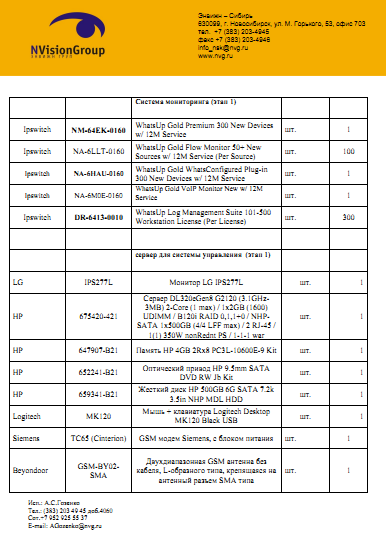 NVisionGroup
ЭНВИЖН ГРУП
Энвижн – Сибирь
630099, г. Новосибирск, ул. М. Горького, 53, офис 703
тел. +7 (383) 203-4945
факс +7 (383) 203-4946
info_nsk@nvg.ru
www.nvg.ru
Система мониторинга (этап 1)
Ipswitch NM-64EK-0160 WhatsUp Gold Premium 300 New Devices w/ 12M Service шт. 1
Ipswitch NA-6LLT-0160 WhatsUp Gold Flow Monitor 50+ New Sources w/ 12M Service (Per Source) шт. 100
Ipswitch NA-6HAU-0160 WhatsUp Gold WhatsConfigured Plug-in 300 New Devices w/ 12M Service шт. 1
Ipswitch NA-6M0E-0160 WhatsUp Gold VoIP Monitor New w/ 12M Service шт. 1
Ipswitch DR-6413-0010 WhatsUp Log Management Suite 101-500 Workstation License (Per License) шт. 300
сервер для системы управления (этап 1)
LG IPS277L Монитор LG IPS277L шт. 1
HP 675420-421 Сервер DL320eGen8 G2120 (3.1GHz-3MB) 2-Core (1 max) / 1x2GB (1600) UDIMM / B120i RAID 0,1,1+0 / NHP-SATA 1x500GB (4/4 LFF max) / 2 RJ-45 / 1(1) 350W nonRednt PS / 1-1-1 war шт. 1
HP 647907-B21 Память HP 4GB 2Rx8 PC3L-10600E-9 Kit шт. 1
HP 652241-B21 Оптический привод HP 9.5mm SATA DVD RW Jb Kit шт. 1
HP 659341-B21 Жесткий диск HP 500GB 6G SATA 7.2k 3.5in NHP MDL HDD шт. 1
Logitech MK120 Мышь + клавиатура Logitech Desktop MK120 Black USB шт. 1
Siemens TC65 (Cinterion) GSM модем Siemens, с блоком питания шт. 1
Beyondoor GSM-BY02-SMA Двухдиапазонная GSM антенна без кабеля, L-образного типа, крепящаяся на антенный разъем SMA типа шт. 1
Исп.: А.С.Гозенко
Тел.: (383) 203 49 45 доб.4060
Сот.+7 952 925 55 37
E-mail: AGozenko@nvg.ru